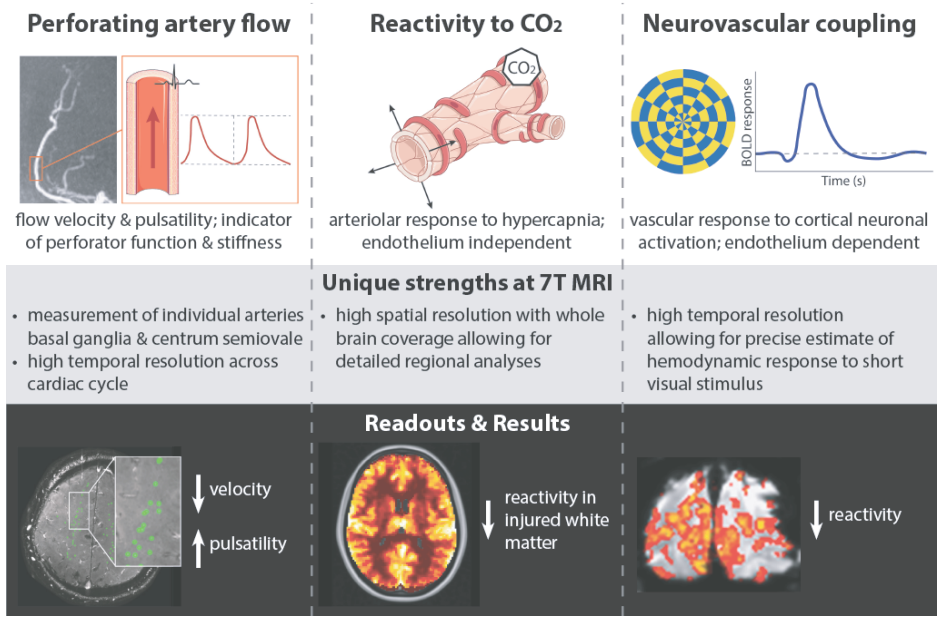 Perforating artery flow
BOLD response
Time (s)
flow velocity & pulsatility; indicator
of perforator function & stiffness
Reactivity to CO₂
CO₂
arteriolar response to hypercapnia;
endothelium independent
Neurovascular coupling
vascular response to cortical neuronal
activation; endothelium dependent
Unique strengths at 7T MRI
• measurement of individual arteries
basal ganglia & centrum semiovale
• high temporal resolution across
cardiac cycle
• high spatial resolution with whole
brain coverage allowing for
detailed regional analyses
• high temporal resolution
allowing for precise estimate of
hemodynamic response to short
visual stimulus
Readouts & Results
velocity
pulsatility
reactivity in
injured white
matter
reactivity